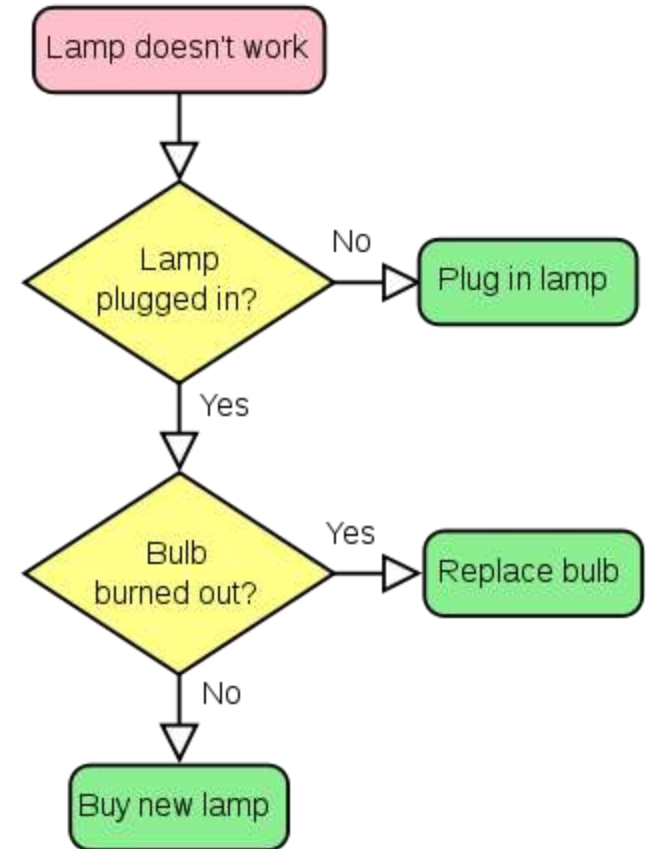 Lamp doesn't work
Lamp
plugged in?
No
Plug in lamp
Yes
Bulb
burned out?
Yes
Replace bulb
No
Buy new lamp